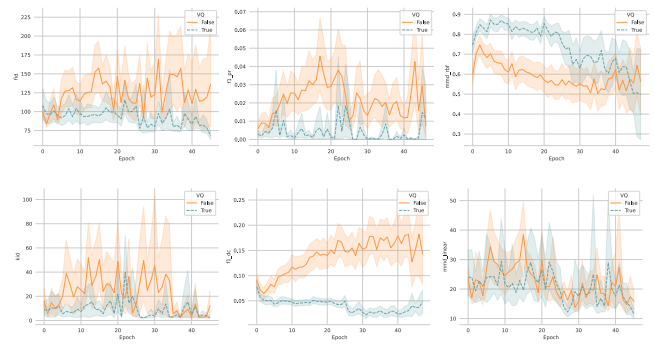 VQ
False
True
225
200
175
150
125
100
75
fid
0 10 20 30 40
Epoch
VQ
False
True
0,07
0,06
0,05
0,04
0,03
0,02
0,01
0,00
f1_pr
0 10 20 30 40
Epoch
VQ
False
True
0,9
0,8
0,7
0,6
0,5
0,4
0,3
mmd_rbf
0 10 20 30 40
Epoch
VQ
False
True
100
80
60
40
20
0
kid
0 10 20 30 40
Epoch
VQ
False
True
0,20
0,15
0,10
0,05
f1_dc
0 10 20 30 40
Epoch
VQ
False
True
50
40
30
20
10
mmd_linear
0 10 20 30 40
Epoch